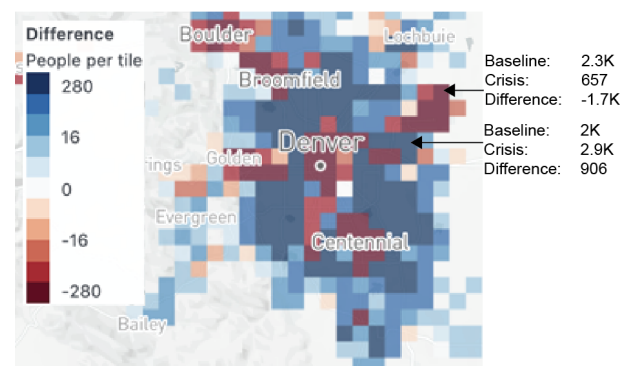 Difference
People per tile
280
16
0
-16
-280
Boulder
Lochbuie
Broomfield
Denver
Golden
rings
Evergreen
Centennial
Bailey
s
Baseline: 2.3K
Crisis: 657
Difference: -1.7K
Baseline: 2K
Crisis: 2.9K
Difference: 906